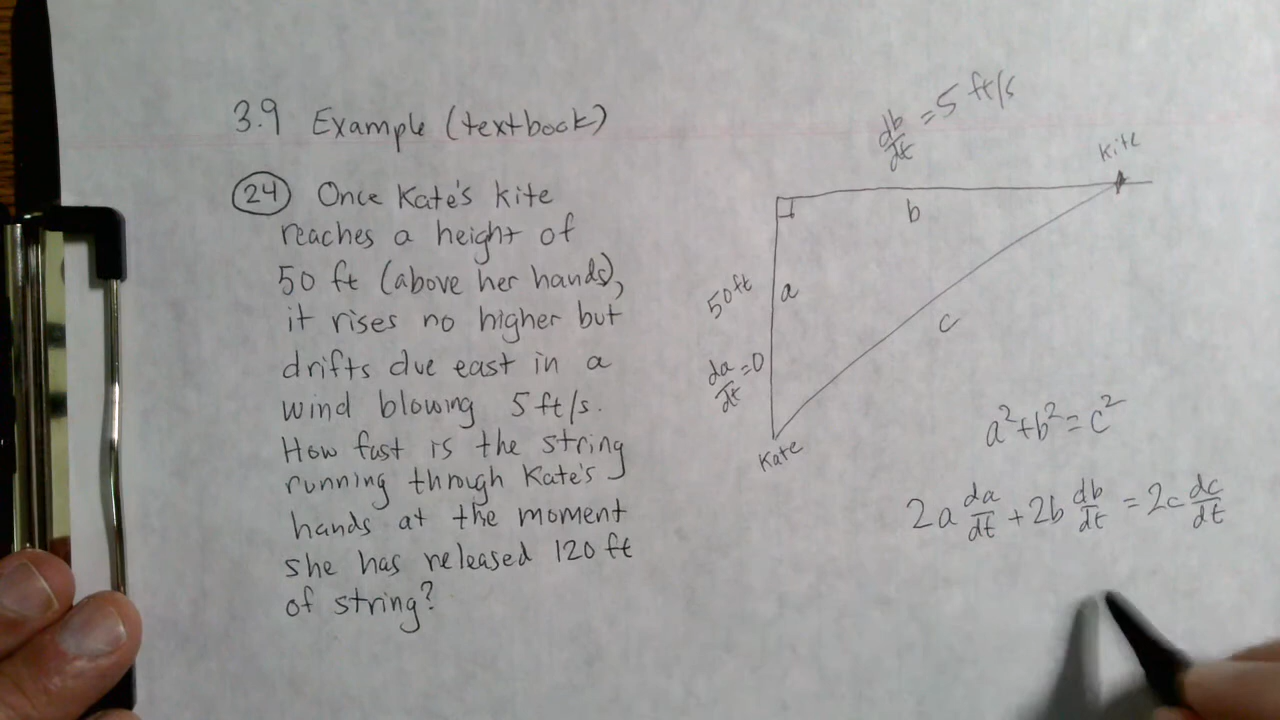 3.9 Example (textbook)
24 Once Kate's kite
reaches a height of
50 ft (above her hands),
it rises no higher but
drifts due east in a
wind blowing 5 ft/s.
How fast is the string
running through Kate's
hands at the moment
she has released 120 ft
of string?
db/dt = 5 ft/s
Kite
b
50 ft
a
c
da/dt = 0
Kate
a² + b² = c²
2a da/dt + 2b db/dt = 2c dc/dt